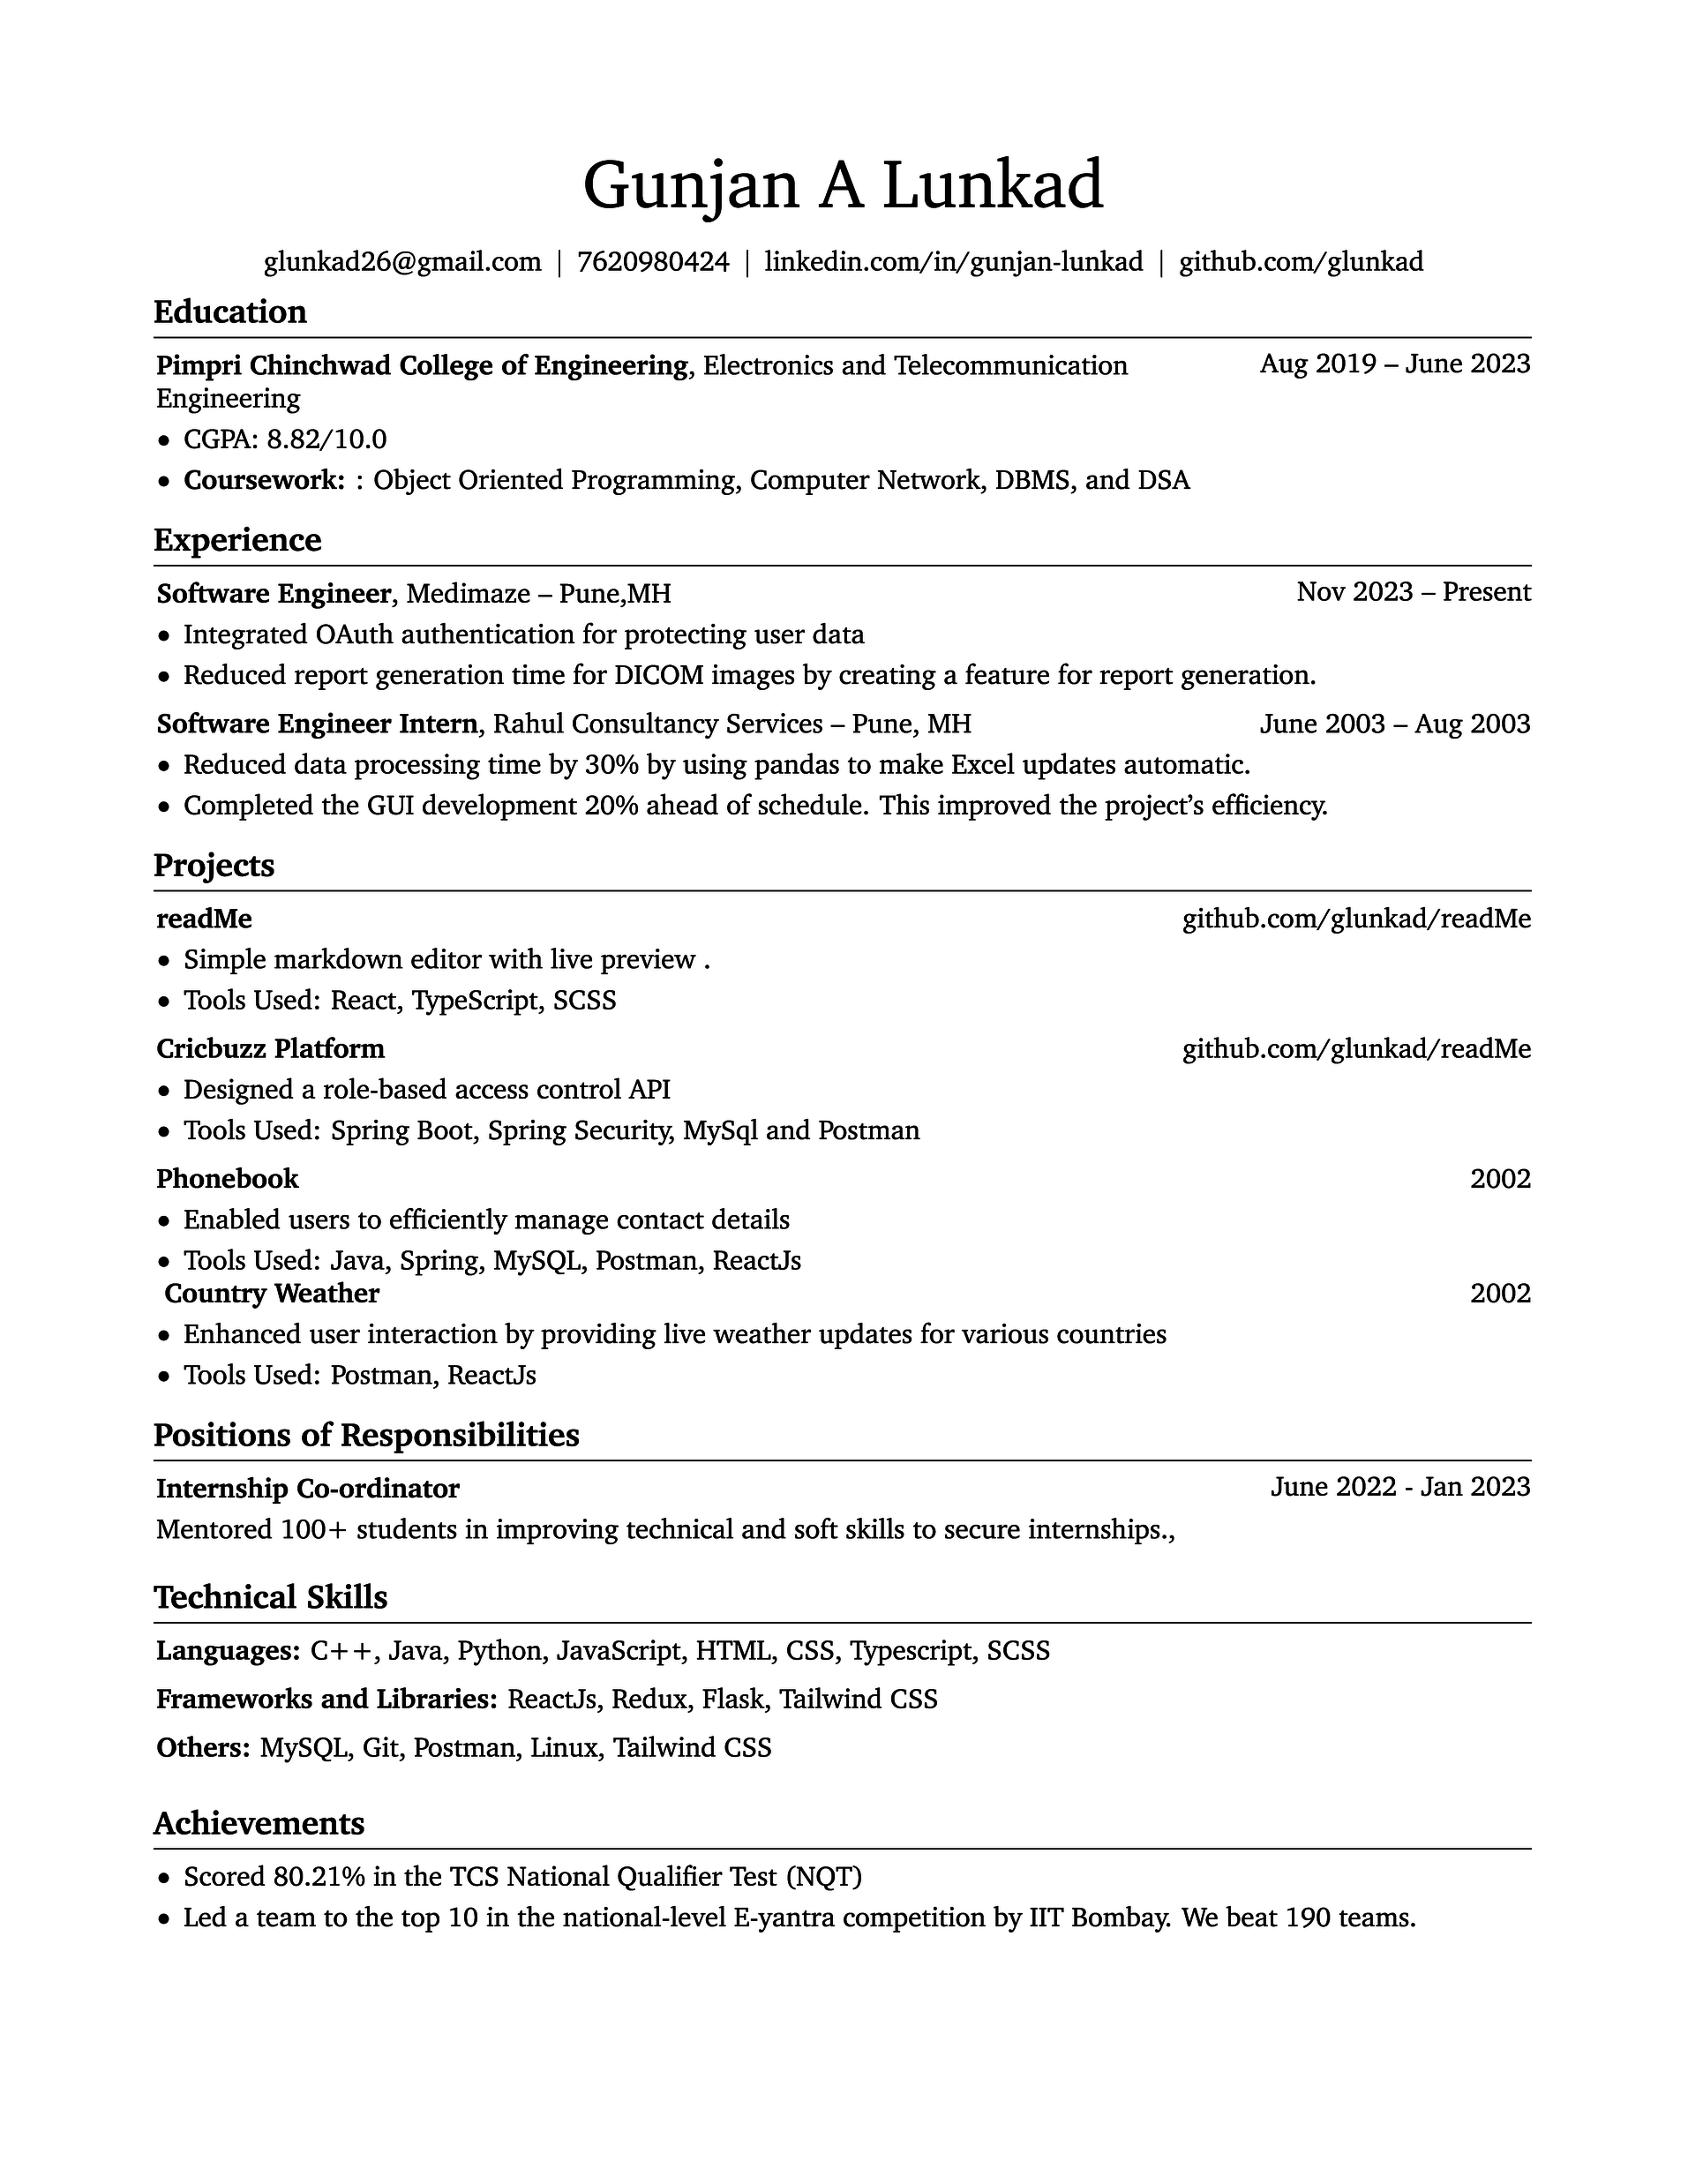 Gunjan A Lunkad
glunkad26@gmail.com | 7620980424 | linkedin.com/in/gunjan-lunkad | github.com/glunkad
Education
Pimpri Chinchwad College of Engineering, Electronics and Telecommunication Aug 2019 – June 2023
Engineering
• CGPA: 8.82/10.0
• Coursework: : Object Oriented Programming, Computer Network, DBMS, and DSA
Experience
Software Engineer, Medimaze – Pune,MH Nov 2023 – Present
• Integrated OAuth authentication for protecting user data
• Reduced report generation time for DICOM images by creating a feature for report generation.
Software Engineer Intern, Rahul Consultancy Services – Pune, MH June 2003 – Aug 2003
• Reduced data processing time by 30% by using pandas to make Excel updates automatic.
• Completed the GUI development 20% ahead of schedule. This improved the project’s efficiency.
Projects
readMe github.com/glunkad/readMe
• Simple markdown editor with live preview .
• Tools Used: React, TypeScript, SCSS
Cricbuzz Platform github.com/glunkad/readMe
• Designed a role-based access control API
• Tools Used: Spring Boot, Spring Security, MySql and Postman
Phonebook 2002
• Enabled users to efficiently manage contact details
• Tools Used: Java, Spring, MySQL, Postman, ReactJs
Country Weather 2002
• Enhanced user interaction by providing live weather updates for various countries
• Tools Used: Postman, ReactJs
Positions of Responsibilities
Internship Co-ordinator June 2022 - Jan 2023
Mentored 100+ students in improving technical and soft skills to secure internships.,
Technical Skills
Languages: C++, Java, Python, JavaScript, HTML, CSS, Typescript, SCSS
Frameworks and Libraries: ReactJs, Redux, Flask, Tailwind CSS
Others: MySQL, Git, Postman, Linux, Tailwind CSS
Achievements
• Scored 80.21% in the TCS National Qualifier Test (NQT)
• Led a team to the top 10 in the national-level E-yantra competition by IIT Bombay. We beat 190 teams.